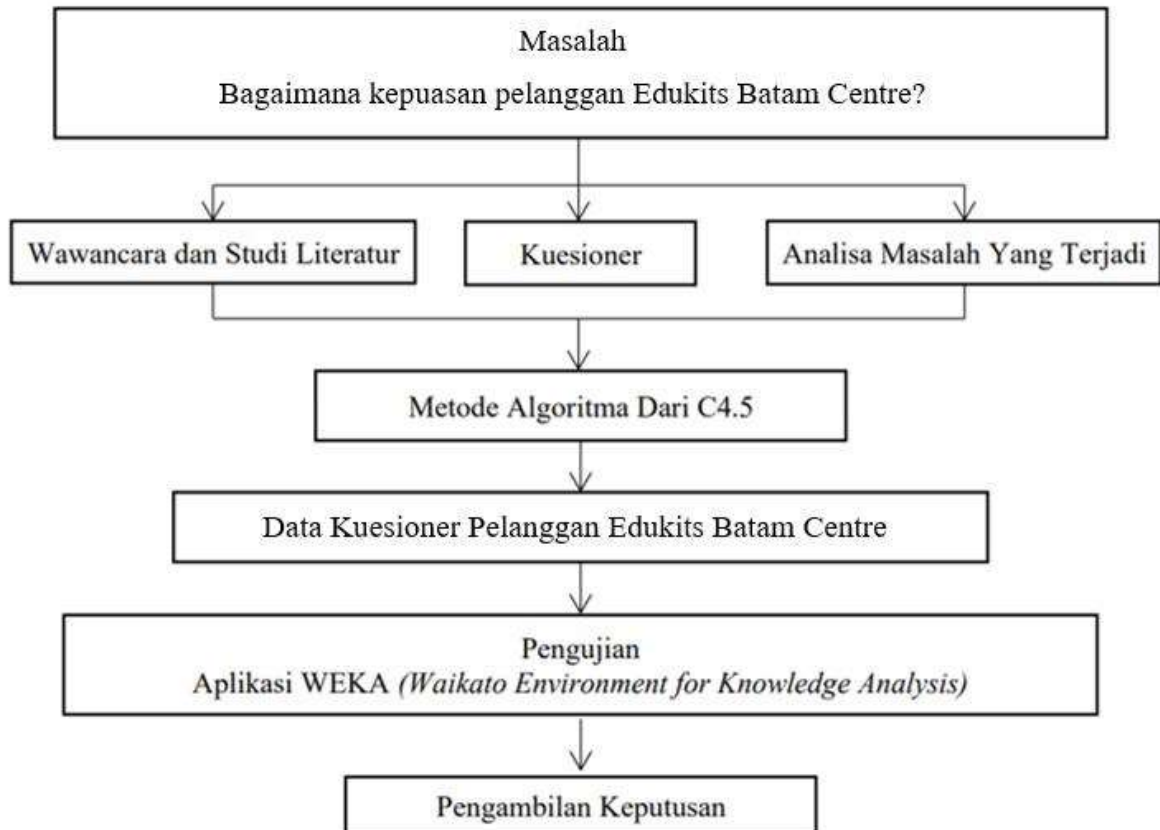 Masalah
Bagaimana kepuasan pelanggan Edukits Batam Centre?
Wawancara dan Studi Literatur
Kuesioner
Analisa Masalah Yang Terjadi
Metode Algoritma Dari C4.5
Data Kuesioner Pelanggan Edukits Batam Centre
Pengujian
Aplikasi WEKA (Waikato Environment for Knowledge Analysis)
Pengambilan Keputusan